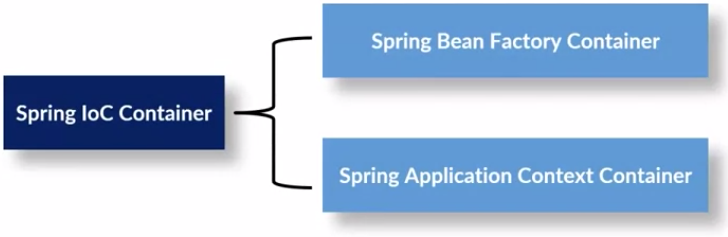 Spring Bean Factory Container
Spring IoC Container
Spring Application Context Container